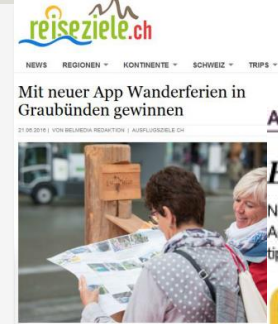 reiseziele.ch
NEWS REGIONEN KONTINENTE SCHWEIZ TRIPS
Mit neuer App Wanderferien in
Graubünden gewinnen
21.06.2016 | VON BELMEDIA REDAKTION | AUSFLUGSZIELE.CH
A
N
A
tip